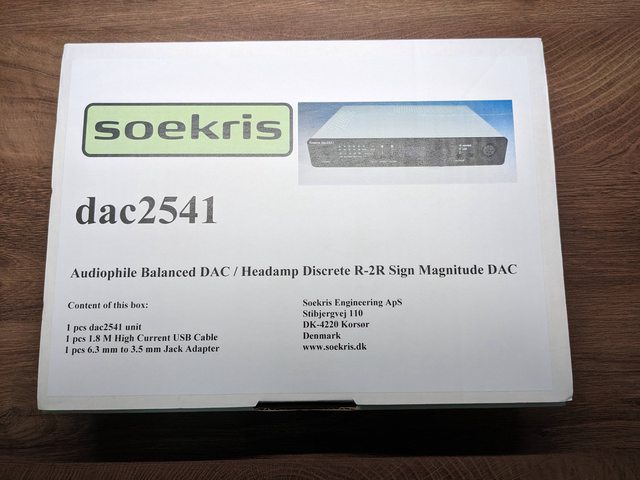 soekris
dac2541
Audiophile Balanced DAC / Headamp Discrete R-2R Sign Magnitude DAC
Content of this box:
1 pcs dac2541 unit
1 pcs 1.8 M High Current USB Cable
1 pcs 6.3 mm to 3.5 mm Jack Adapter
Soekris Engineering ApS
Stibjergvej 110
DK-4220 Korsør
Denmark
www.soekris.dk